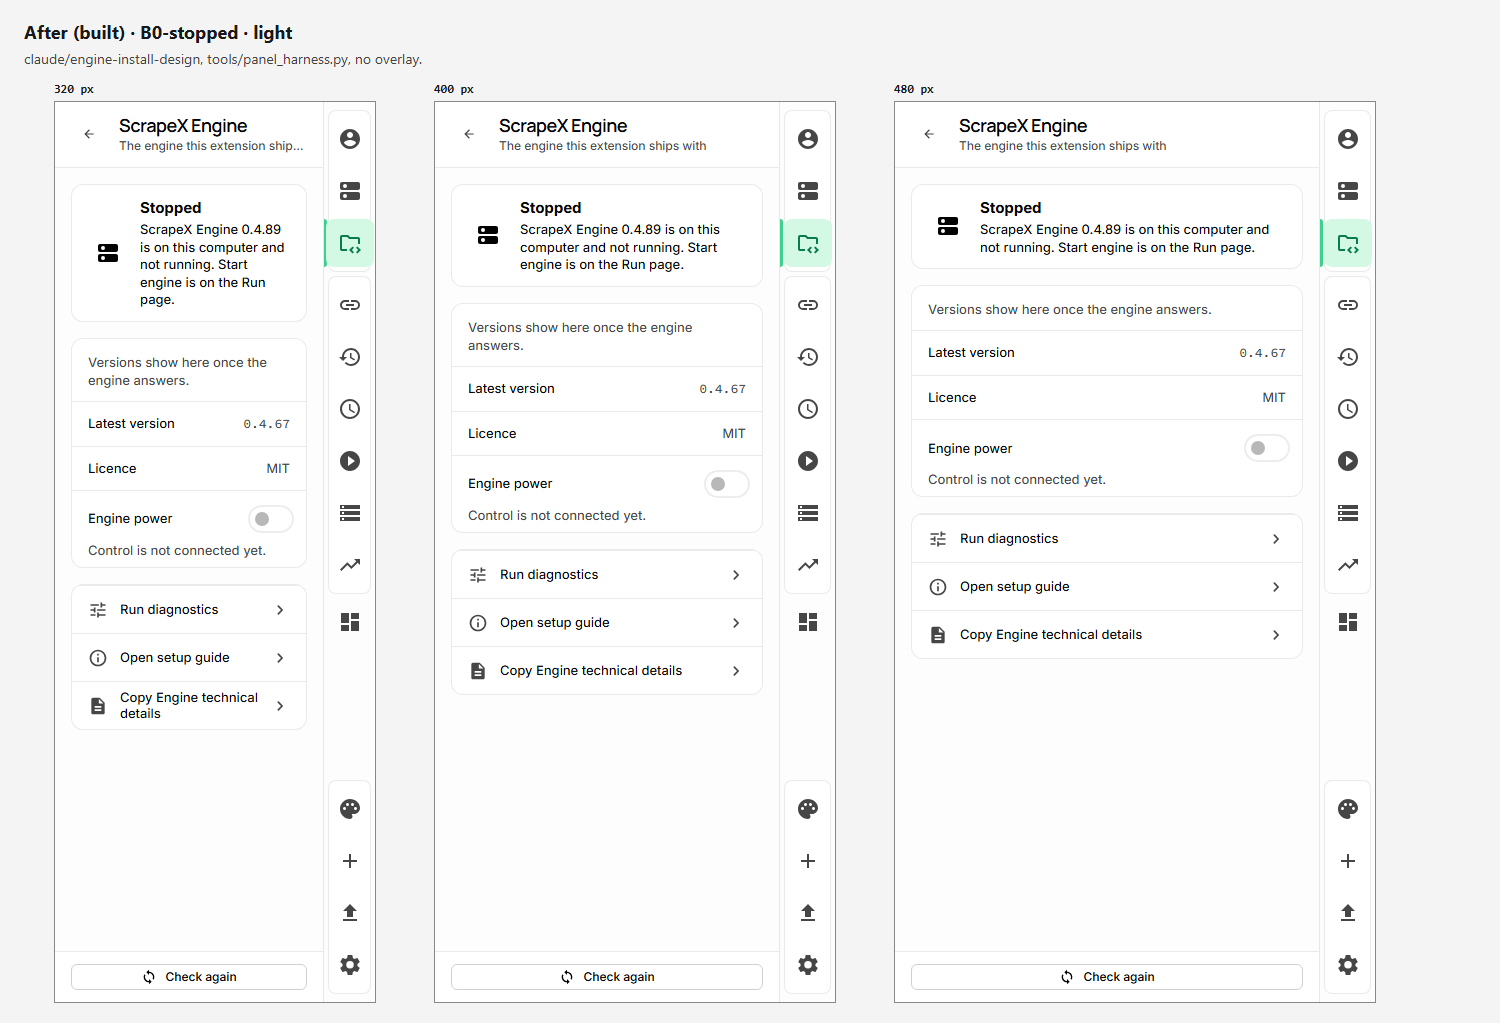 After (built) · B0-stopped · light
claude/engine-install-design, tools/panel_harness.py, no overlay.
320 px
ScrapeX Engine
The engine this extension ship...
Stopped
ScrapeX Engine 0.4.89
is on this computer and
not running. Start
engine is on the Run
page.
Versions show here once the
engine answers.
Latest version 0.4.67
Licence MIT
Engine power
Control is not connected yet.
Run diagnostics
Open setup guide
Copy Engine technical
details
Check again
400 px
ScrapeX Engine
The engine this extension ships with
Stopped
ScrapeX Engine 0.4.89 is on this
computer and not running. Start
engine is on the Run page.
Versions show here once the engine
answers.
Latest version 0.4.67
Licence MIT
Engine power
Control is not connected yet.
Run diagnostics
Open setup guide
Copy Engine technical details
Check again
480 px
ScrapeX Engine
The engine this extension ships with
Stopped
ScrapeX Engine 0.4.89 is on this computer and
not running. Start engine is on the Run page.
Versions show here once the engine answers.
Latest version 0.4.67
Licence MIT
Engine power
Control is not connected yet.
Run diagnostics
Open setup guide
Copy Engine technical details
Check again